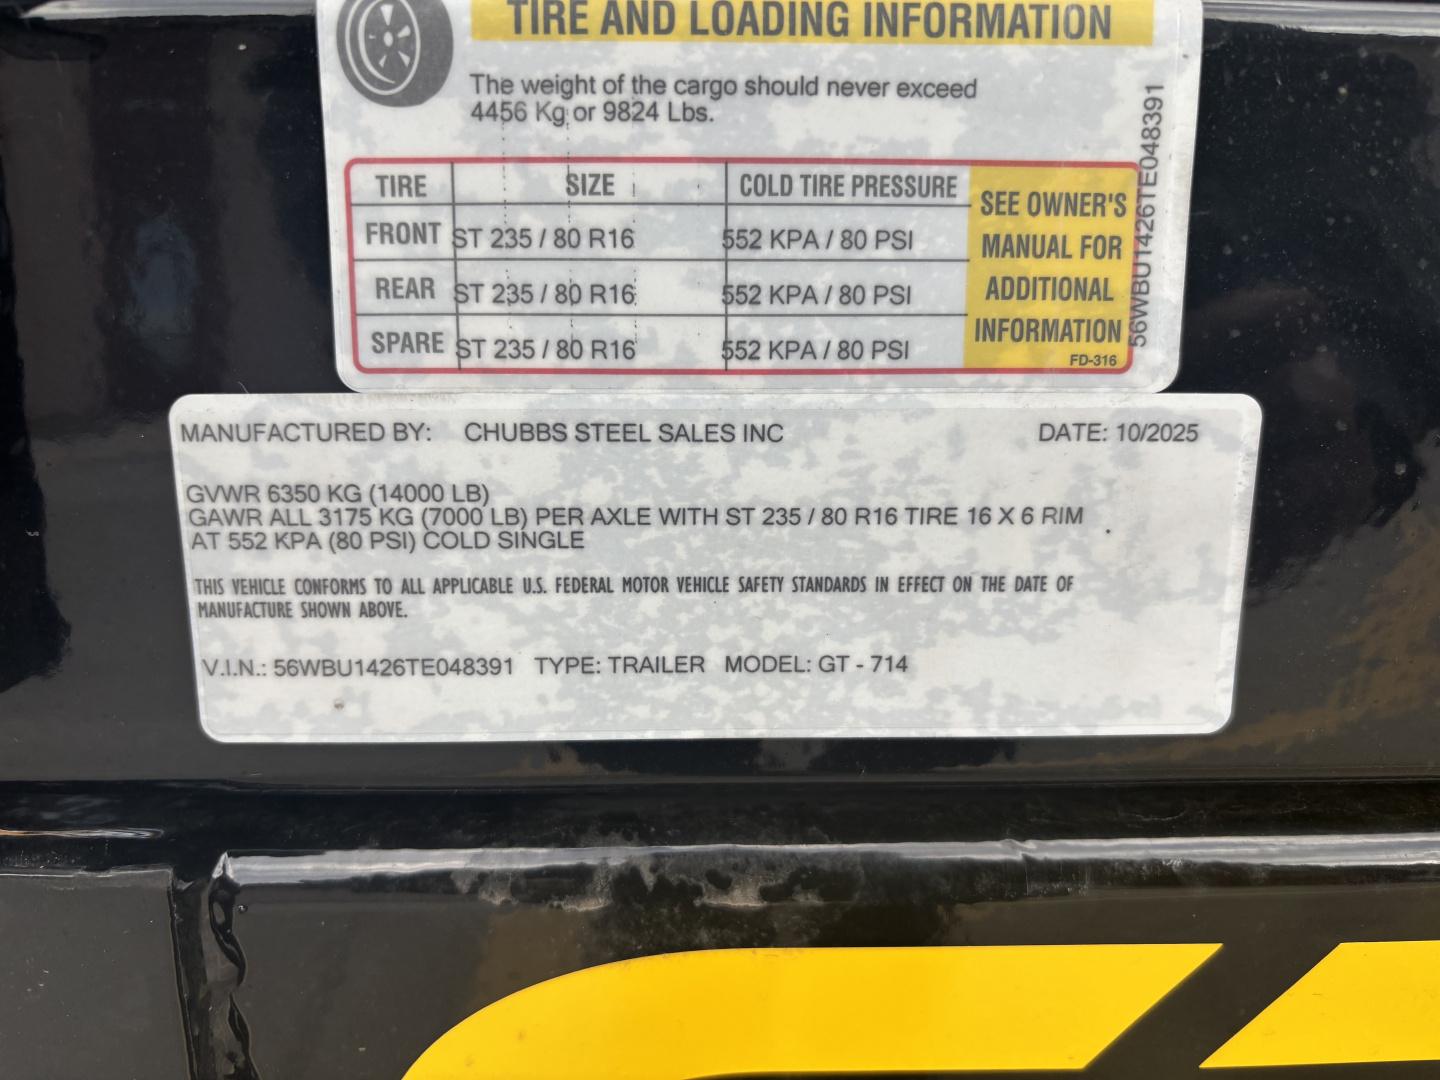 TIRE AND LOADING INFORMATION
The weight of the cargo should never exceed
4456 Kg or 9824 Lbs.
TIRE SIZE COLD TIRE PRESSURE
FRONT ST 235 / 80 R16 552 KPA / 80 PSI
REAR ST 235 / 80 R16 552 KPA / 80 PSI
SPARE ST 235 / 80 R16 552 KPA / 80 PSI
SEE OWNER'S
MANUAL FOR
ADDITIONAL
INFORMATION
FD-316
56WBU1426TE048391
MANUFACTURED BY: CHUBBS STEEL SALES INC DATE: 10/2025
GVWR 6350 KG (14000 LB)
GAWR ALL 3175 KG (7000 LB) PER AXLE WITH ST 235 / 80 R16 TIRE 16 X 6 RIM
AT 552 KPA (80 PSI) COLD SINGLE
THIS VEHICLE CONFORMS TO ALL APPLICABLE U.S. FEDERAL MOTOR VEHICLE SAFETY STANDARDS IN EFFECT ON THE DATE OF
MANUFACTURE SHOWN ABOVE.
V.I.N.: 56WBU1426TE048391 TYPE: TRAILER MODEL: GT - 714